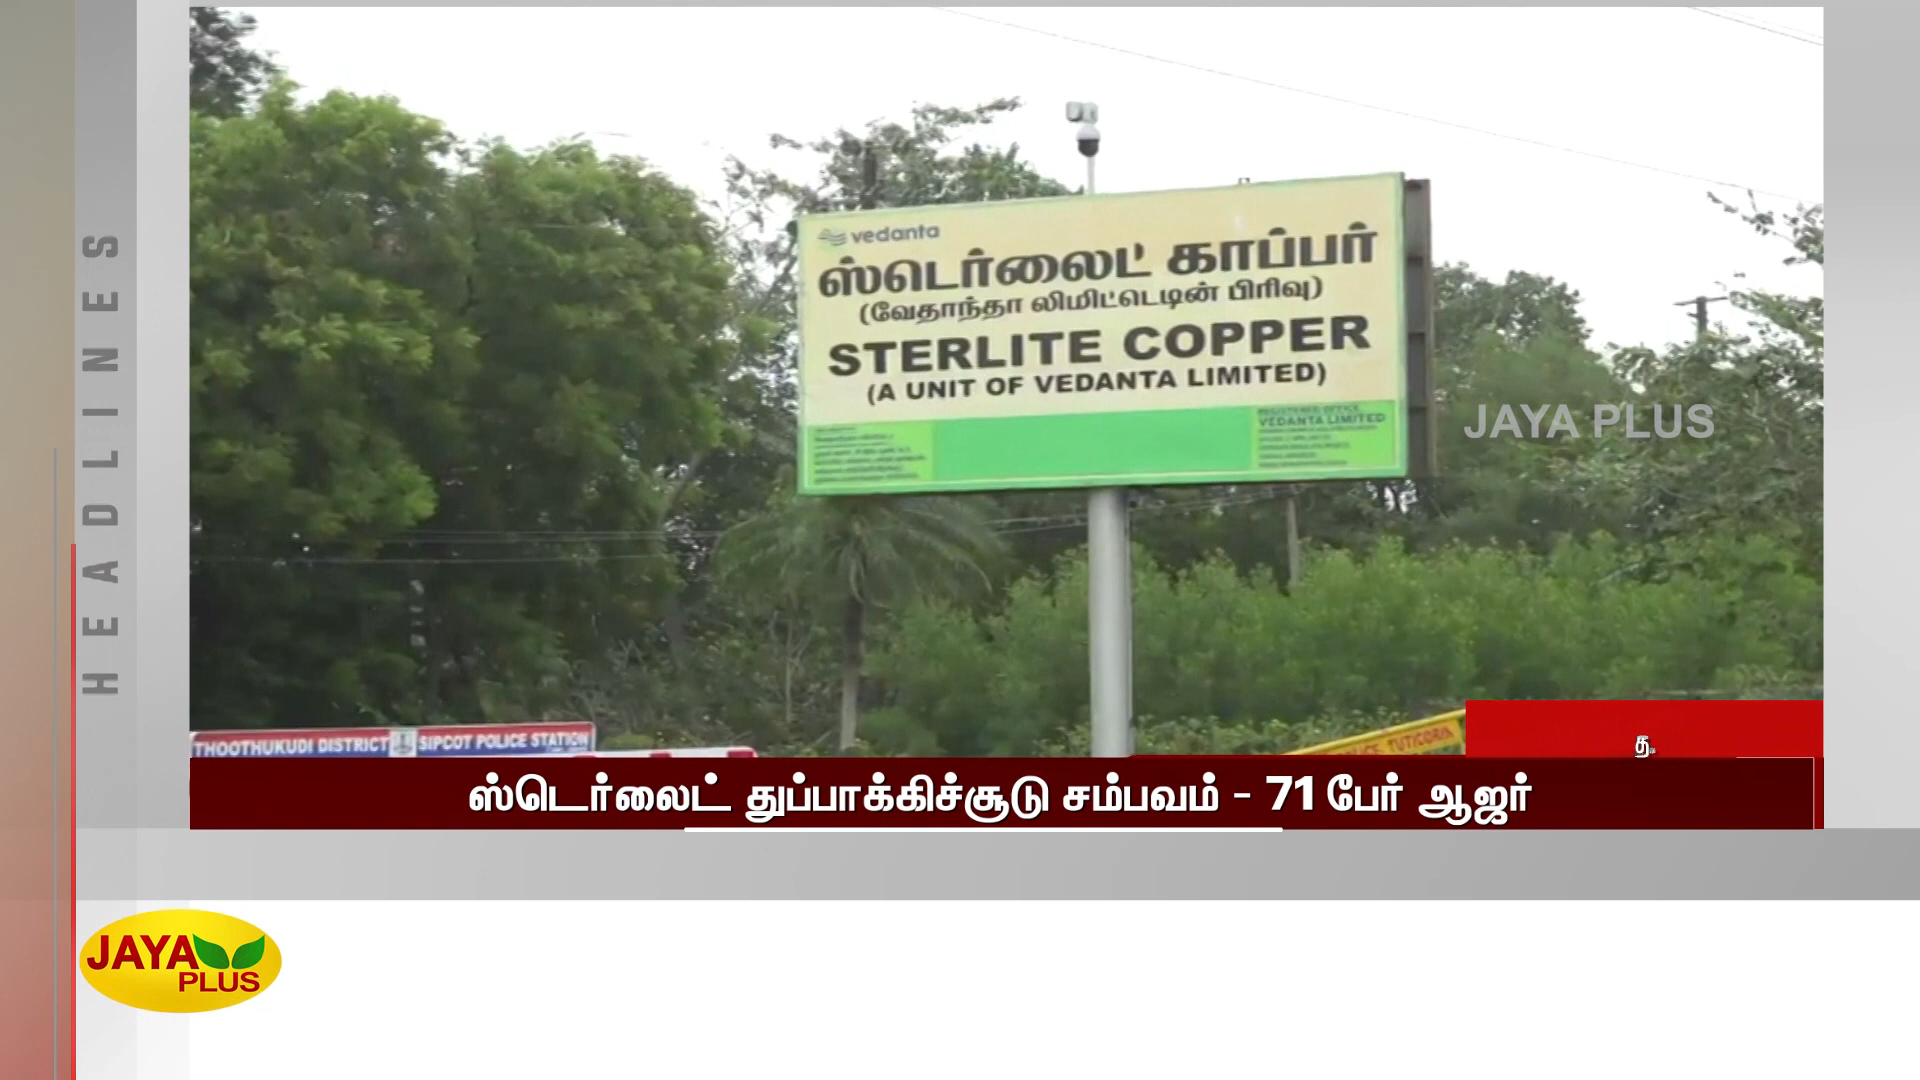 HEADLINES
vedanta
ஸ்டெர்லைட் காப்பர்
(வேதாந்தா லிமிட்டெடின் பிரிவு)
STERLITE COPPER
(A UNIT OF VEDANTA LIMITED)
REGISTERED OFFICE
VEDANTA LIMITED
JAYA PLUS
THOOTHUKUDI DISTRICT SIPCOT POLICE STATION
POLICE TUTICORIN
த
ஸ்டெர்லைட் துப்பாக்கிச்சூடு சம்பவம் - 71 பேர் ஆஜர்
JAYA
PLUS